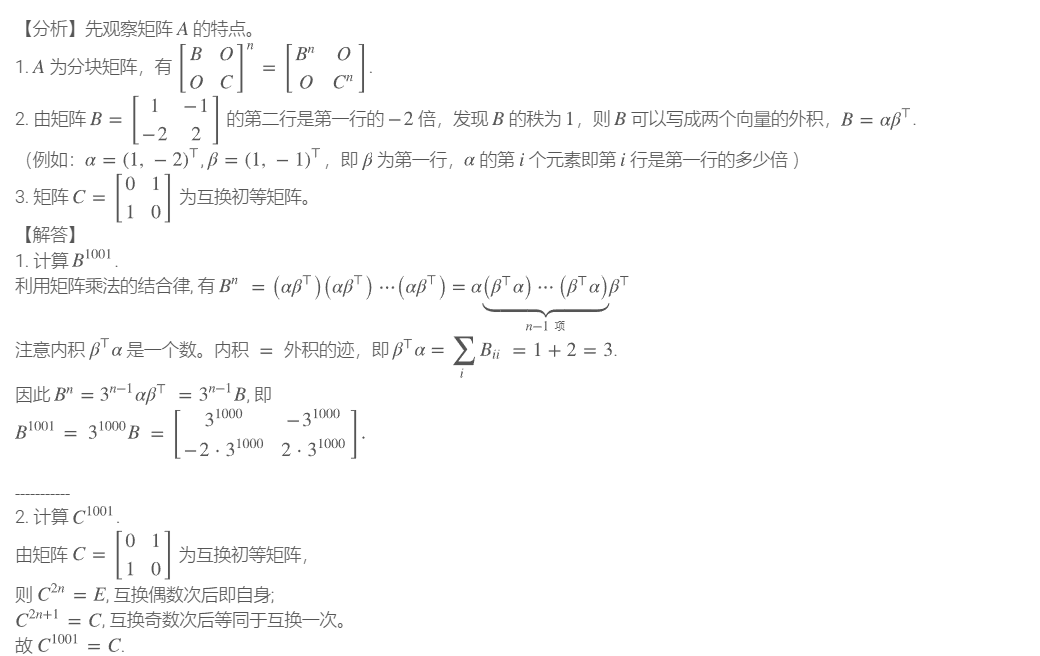 【分析】先观察矩阵 A 的特点。
1. A 为分块矩阵，有 $\begin{bmatrix} B & O \\ O & C \end{bmatrix}^n = \begin{bmatrix} B^n & O \\ O & C^n \end{bmatrix}$.
2. 由矩阵 $B = \begin{bmatrix} 1 & -1 \\ -2 & 2 \end{bmatrix}$ 的第二行是第一行的 $-2$ 倍，发现 B 的秩为 1，则 B 可以写成两个向量的外积，$B = \alpha\beta^\top$.
（例如：$\alpha = (1, -2)^\top, \beta = (1, -1)^\top$，即 $\beta$ 为第一行，$\alpha$ 的第 $i$ 个元素即第 $i$ 行是第一行的多少倍 ）
3. 矩阵 $C = \begin{bmatrix} 0 & 1 \\ 1 & 0 \end{bmatrix}$ 为互换初等矩阵。
【解答】
1. 计算 $B^{1001}$.
利用矩阵乘法的结合律, 有 $B^n = (\alpha\beta^\top)(\alpha\beta^\top)\cdots(\alpha\beta^\top) = \alpha\underbrace{(\beta^\top\alpha)\cdots(\beta^\top\alpha)}_{n-1 \text{ 项}}\beta^\top$
注意内积 $\beta^\top\alpha$ 是一个数。内积 = 外积的迹，即 $\beta^\top\alpha = \sum_i B_{ii} = 1 + 2 = 3$.
因此 $B^n = 3^{n-1}\alpha\beta^\top = 3^{n-1}B$, 即
$B^{1001} = 3^{1000}B = \begin{bmatrix} 3^{1000} & -3^{1000} \\ -2 \cdot 3^{1000} & 2 \cdot 3^{1000} \end{bmatrix}$.
-----------
2. 计算 $C^{1001}$.
由矩阵 $C = \begin{bmatrix} 0 & 1 \\ 1 & 0 \end{bmatrix}$ 为互换初等矩阵，
则 $C^{2n} = E$, 互换偶数次后即自身;
$C^{2n+1} = C$, 互换奇数次后等同于互换一次。
故 $C^{1001} = C$.